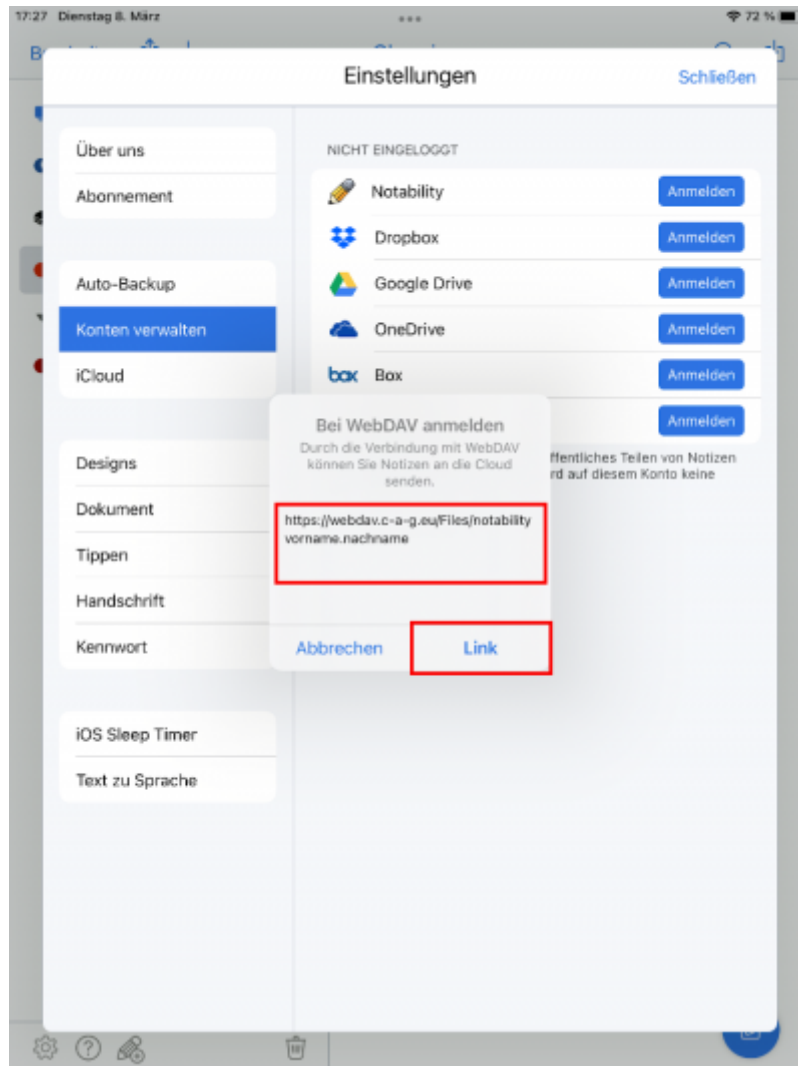 17:27 Dienstag 8. März
72 %
Einstellungen
Schließen
Über uns
Abonnement
Auto-Backup
Konten verwalten
iCloud
Designs
Dokument
Tippen
Handschrift
Kennwort
iOS Sleep Timer
Text zu Sprache
NICHT EINGELOGGT
Notability
Anmelden
Dropbox
Anmelden
Google Drive
Anmelden
OneDrive
Anmelden
box Box
Anmelden
Anmelden
Teilen von Notizen
auf diesem Konto keine
Bei WebDAV anmelden
Durch die Verbindung mit WebDAV
können Sie Notizen an die Cloud
senden.
https://webdav.c-a-g.eu/Files/notability
vorname.nachname
Abbrechen
Link